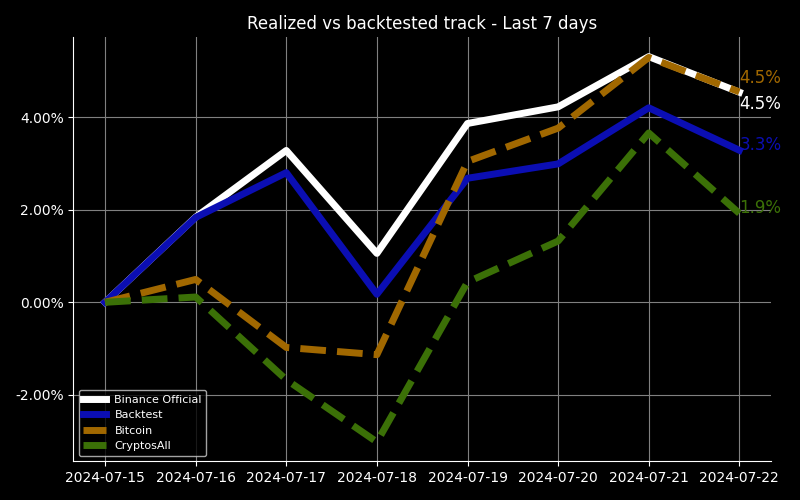 Realized vs backtested track - Last 7 days
4.5%
4.5%
4.00%
3.3%
1.9%
2.00%
0.00%
-2.00%
Binance Official
Backtest
Bitcoin
CryptosAll
2024-07-15 2024-07-16 2024-07-17 2024-07-18 2024-07-19 2024-07-20 2024-07-21 2024-07-22